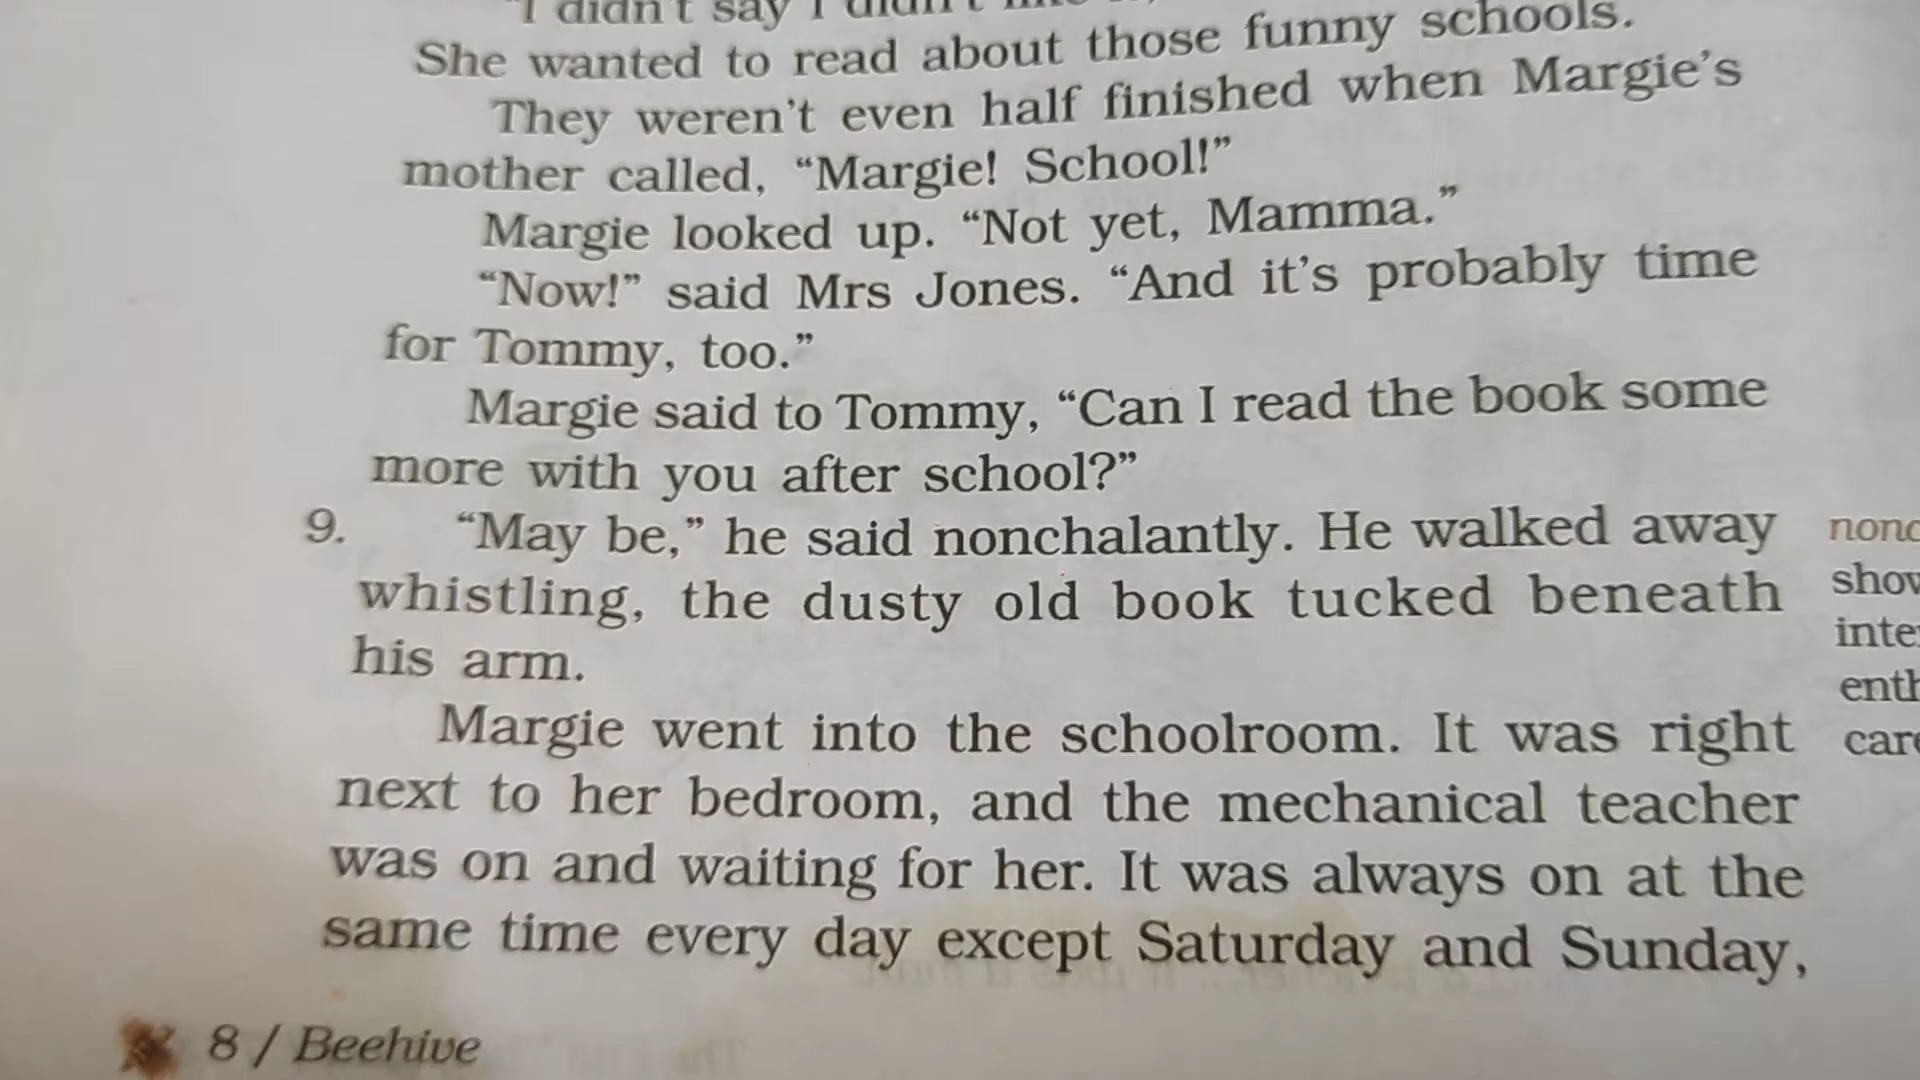 "I didn't say I didn't
She wanted to read about those funny schools.
They weren't even half finished when Margie's
mother called, “Margie! School!”
Margie looked up. “Not yet, Mamma.”
“Now!” said Mrs Jones. “And it's probably time
for Tommy, too.”
Margie said to Tommy, “Can I read the book some
more with you after school?”
9. “May be,” he said nonchalantly. He walked away
whistling, the dusty old book tucked beneath
his arm.
Margie went into the schoolroom. It was right
next to her bedroom, and the mechanical teacher
was on and waiting for her. It was always on at the
same time every day except Saturday and Sunday,
8 / Beehive